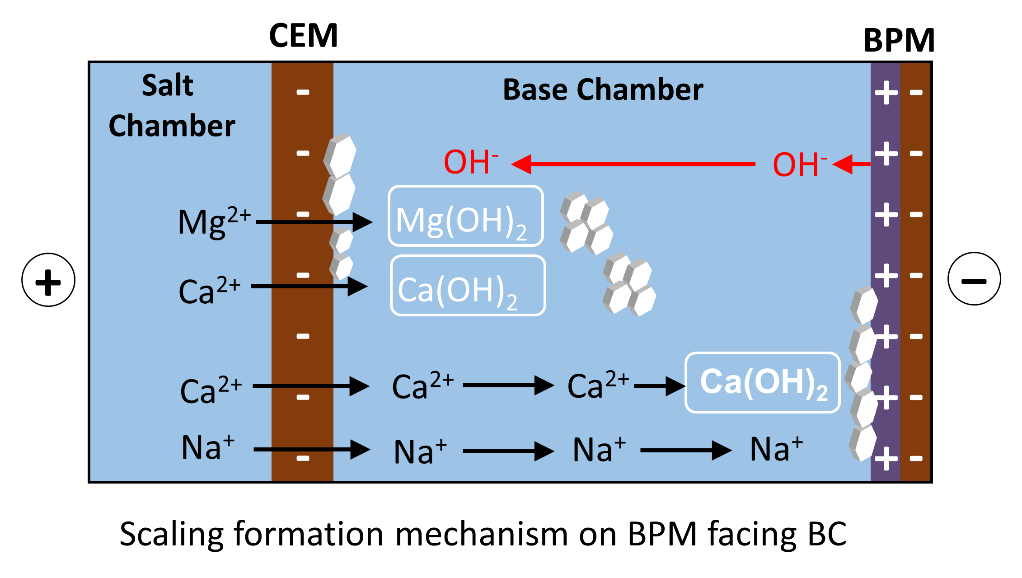 CEM
BPM
Salt
Chamber
Base Chamber
OH⁻
OH⁻
Mg²⁺
Mg(OH)₂
Ca²⁺
Ca(OH)₂
Ca²⁺
Ca²⁺
Ca²⁺
Ca(OH)₂
Na⁺
Na⁺
Na⁺
Na⁺
Scaling formation mechanism on BPM facing BC